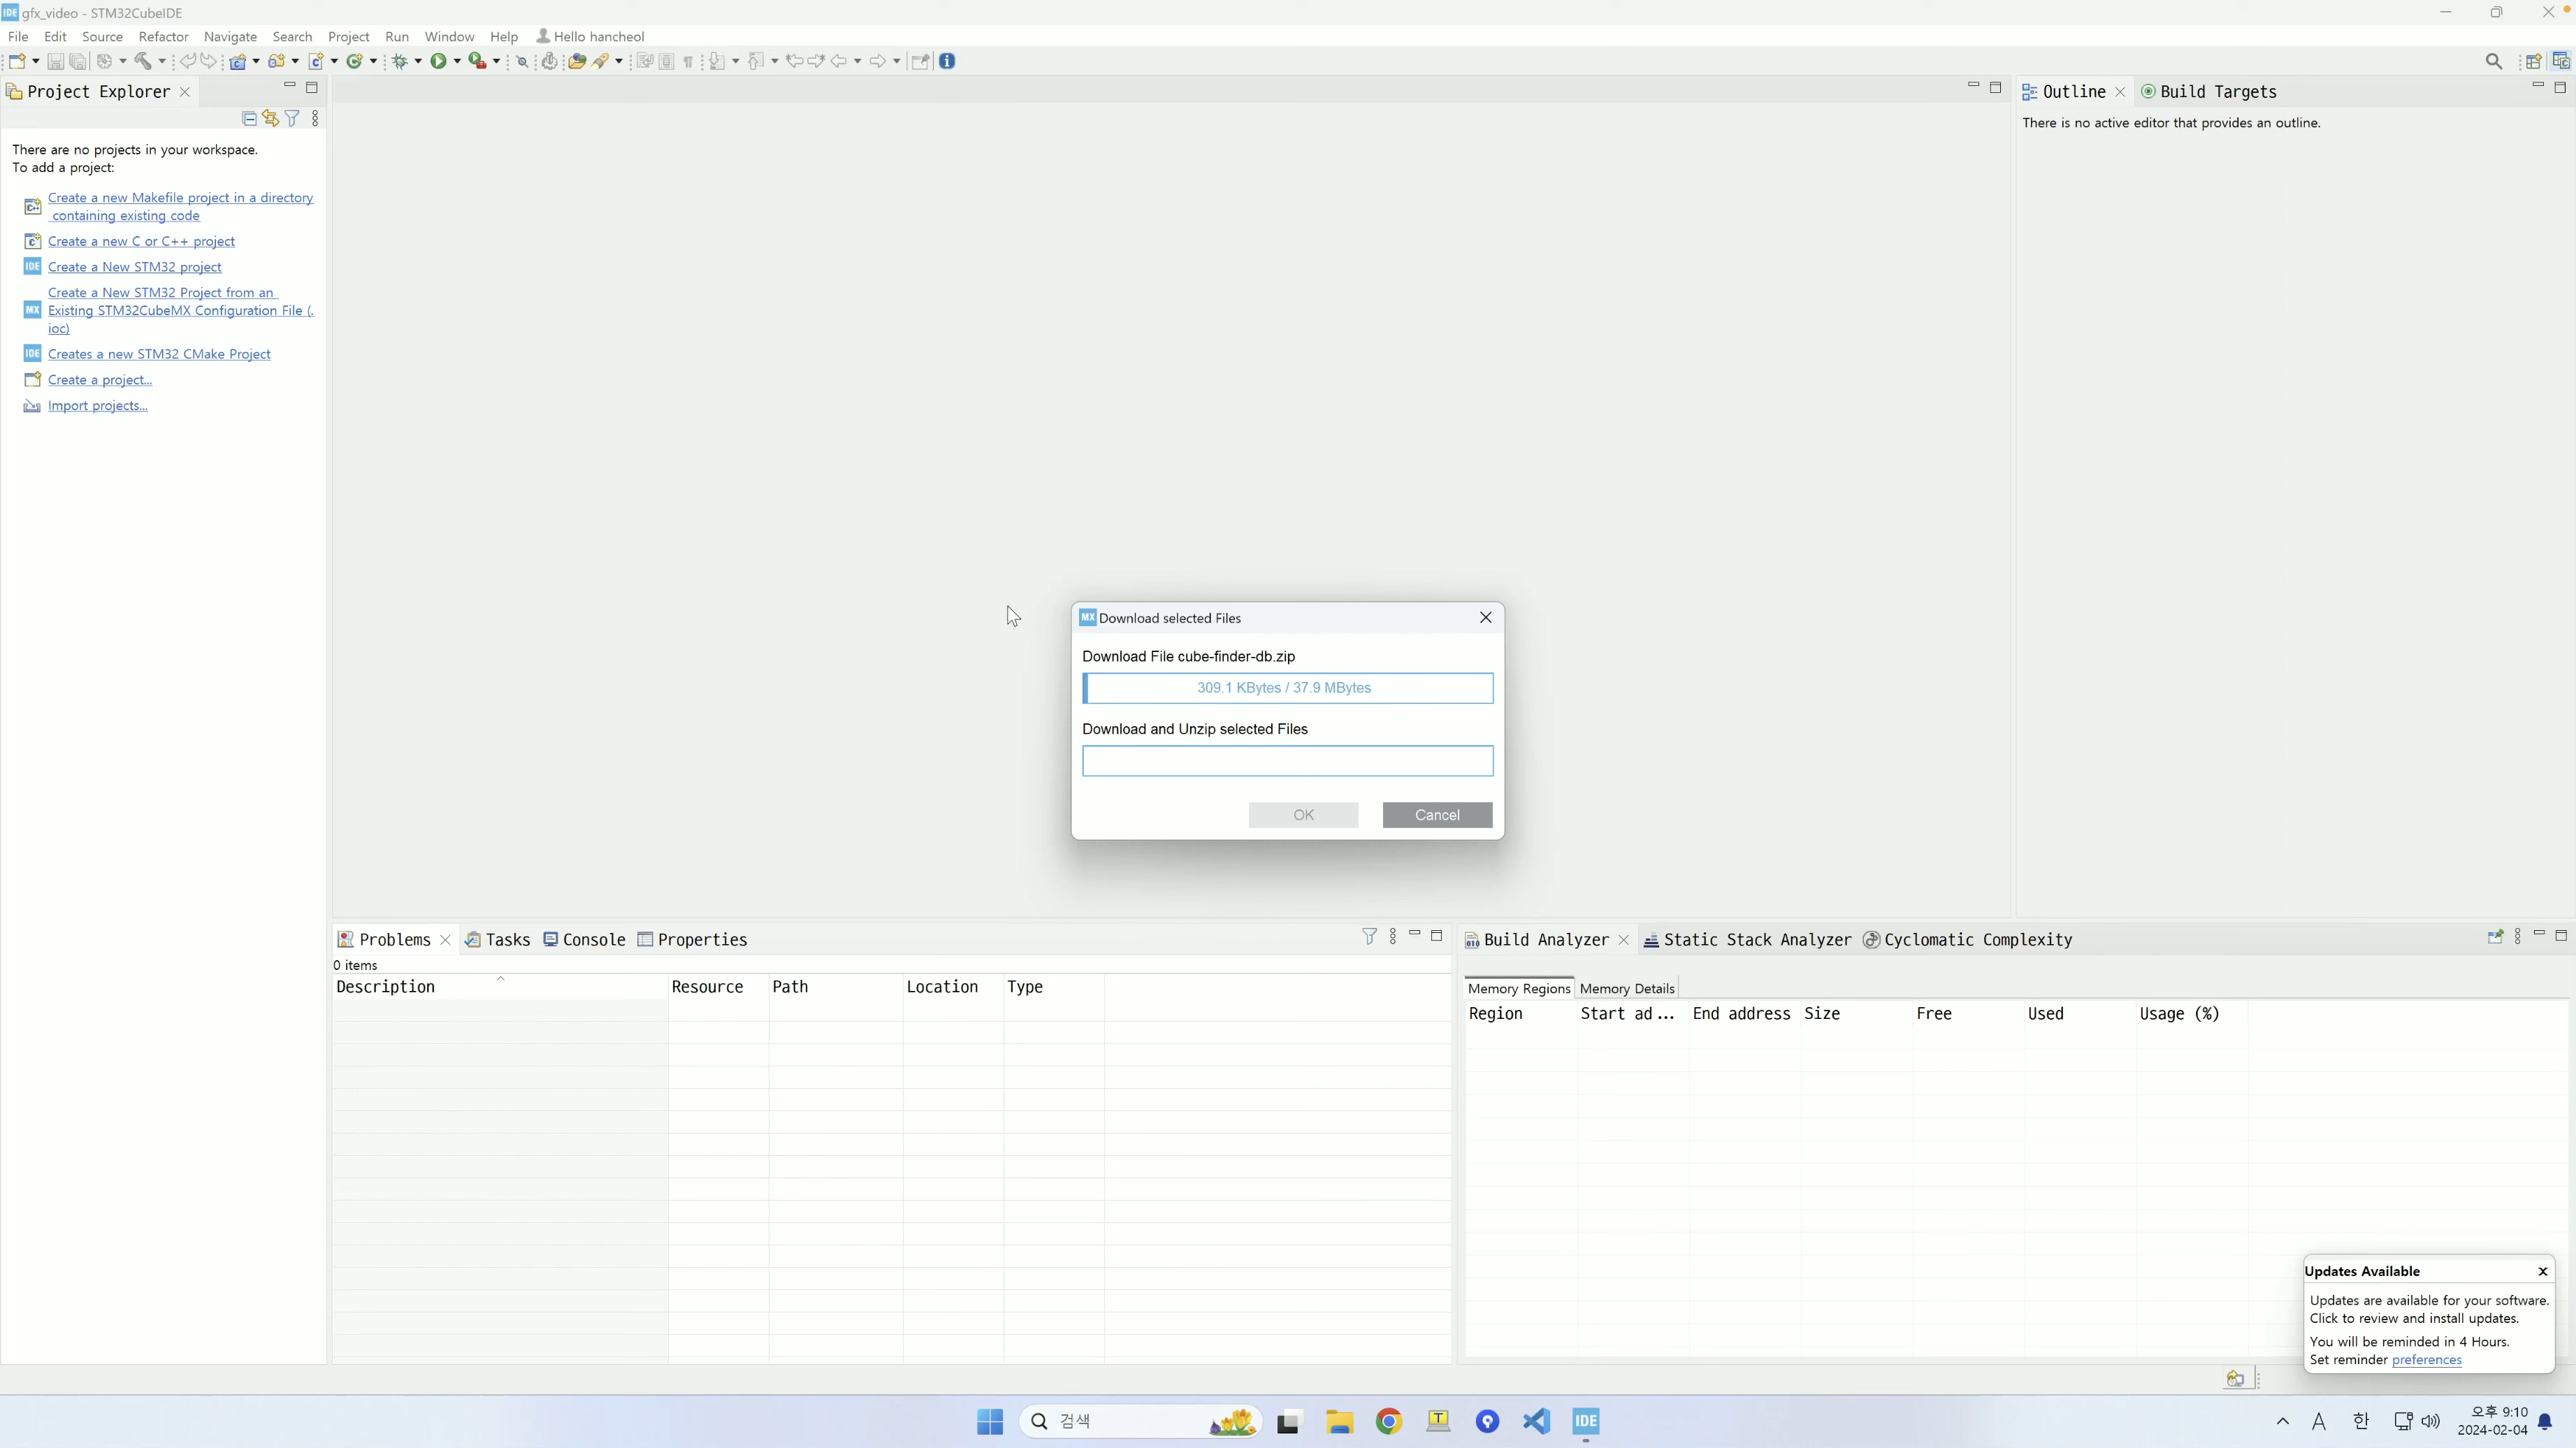 IDE gfx_video - STM32CubeIDE
File Edit Source Refactor Navigate Search Project Run Window Help Hello hancheol
Project Explorer
There are no projects in your workspace.
To add a project:
Create a new Makefile project in a directory
containing existing code
Create a new C or C++ project
IDE Create a New STM32 project
Create a New STM32 Project from an
MX Existing STM32CubeMX Configuration File (.
ioc)
IDE Creates a new STM32 CMake Project
Create a project...
Import projects...
Outline Build Targets
There is no active editor that provides an outline.
MX Download selected Files
Download File cube-finder-db.zip
309.1 KBytes / 37.9 MBytes
Download and Unzip selected Files
OK Cancel
Problems Tasks Console Properties
0 items
Description Resource Path Location Type
Build Analyzer Static Stack Analyzer Cyclomatic Complexity
Memory Regions Memory Details
Region Start ad... End address Size Free Used Usage (%)
Updates Available
Updates are available for your software.
Click to review and install updates.
You will be reminded in 4 Hours.
Set reminder preferences
검색
IDE
A 한
오후 9:10
2024-02-04